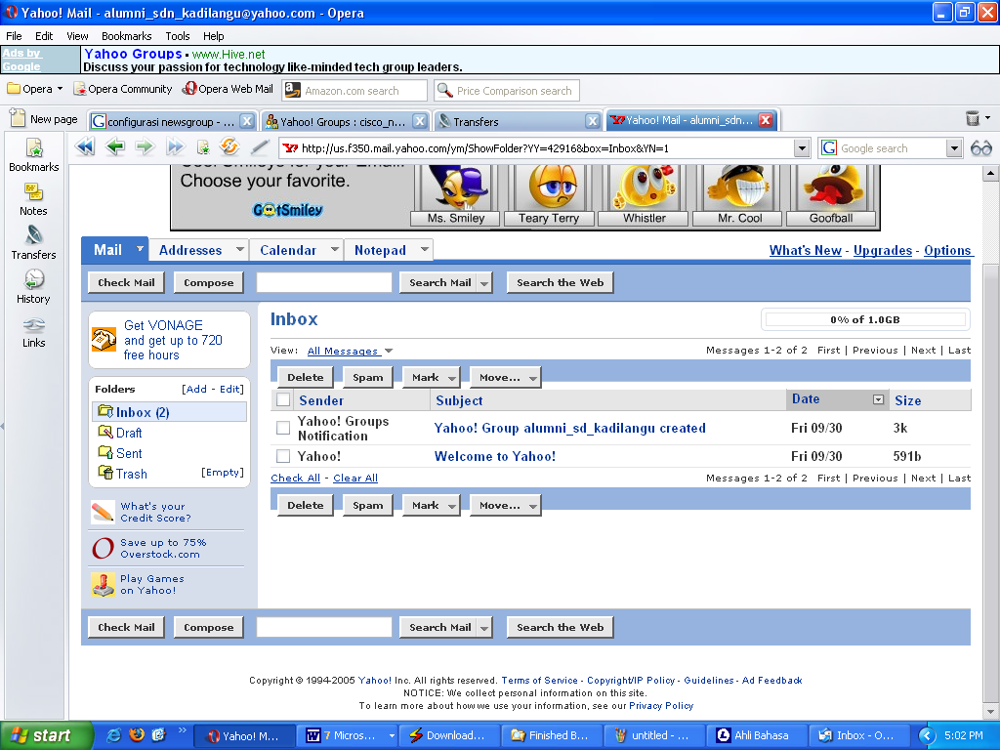 Yahoo! Mail - alumni_sdn_kadilangu@yahoo.com - Opera
File Edit View Bookmarks Tools Help
Ads by
Google
Yahoo Groups • www.Hive.net
Discuss your passion for technology like-minded tech group leaders.
Opera Opera Community Opera Web Mail Amazon.com search Price Comparison search
New page configurasi newsgroup - ... Yahoo! Groups : cisco_n... Transfers Yahoo! Mail - alumni_sdn...
http://us.f350.mail.yahoo.com/ym/ShowFolder?YY=42916&box=Inbox&YN=1 Google search
Bookmarks
Notes
Transfers
History
Links
Choose your favorite.
GotSmiley
Ms. Smiley Teary Terry Whistler Mr. Cool Goofball
Mail Addresses Calendar Notepad What's New - Upgrades - Options
Check Mail Compose Search Mail Search the Web
Get VONAGE
and get up to 720
free hours
Folders [Add - Edit]
Inbox (2)
Draft
Sent
Trash [Empty]
What's your
Credit Score?
Save up to 75%
Overstock.com
Play Games
on Yahoo!
Inbox 0% of 1.0GB
View: All Messages Messages 1-2 of 2 First | Previous | Next | Last
Delete Spam Mark Move...
Sender Subject Date Size
Yahoo! Groups
Notification Yahoo! Group alumni_sd_kadilangu created Fri 09/30 3k
Yahoo! Welcome to Yahoo! Fri 09/30 591b
Check All - Clear All Messages 1-2 of 2 First | Previous | Next | Last
Delete Spam Mark Move...
Check Mail Compose Search Mail Search the Web
Copyright © 1994-2005 Yahoo! Inc. All rights reserved. Terms of Service - Copyright/IP Policy - Guidelines - Ad Feedback
NOTICE: We collect personal information on this site.
To learn more about how we use your information, see our Privacy Policy
start Yahoo! M... 7 Micros... Download... Finished B... untitled - ... Ahli Bahasa Inbox - O... 5:02 PM